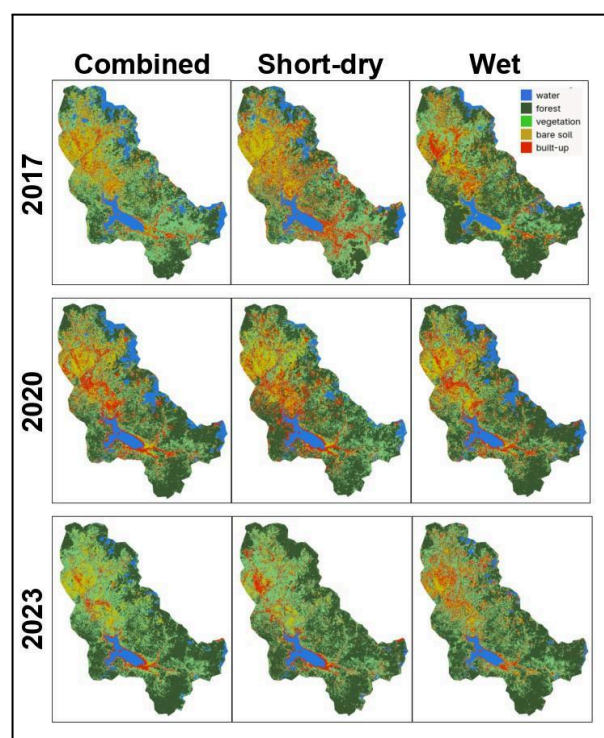 Combined Short-dry Wet
2017
water
forest
vegetation
bare soil
built-up
2020
2023